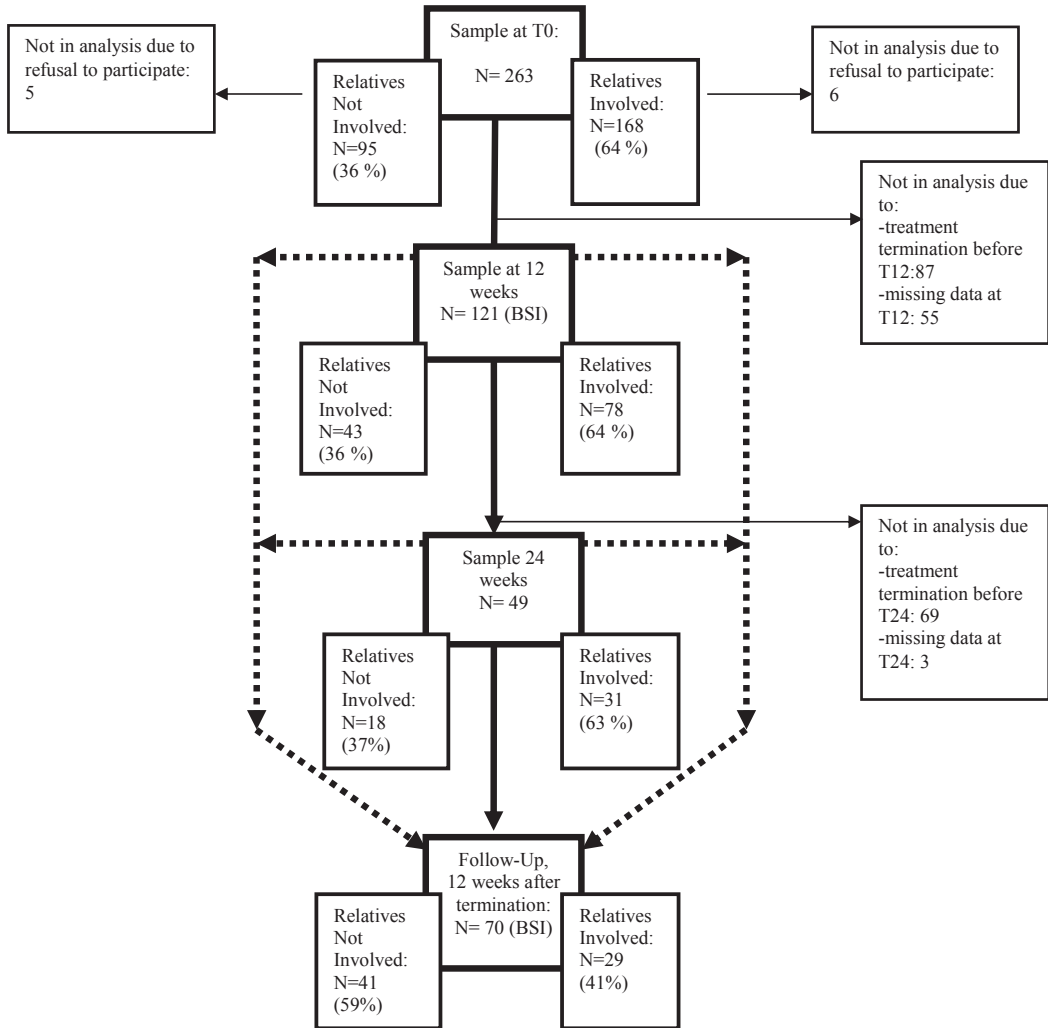 Sample at T0:
N= 263
Not in analysis due to
refusal to participate:
5
Relatives
Not
Involved:
N=95
(36 %)
Relatives
Involved:
N=168
(64 %)
Not in analysis due to
refusal to participate:
6
Not in analysis due
to:
-treatment
termination before
T12:87
-missing data at
T12: 55
Sample at 12
weeks
N= 121 (BSI)
Relatives
Not
Involved:
N=43
(36 %)
Relatives
Involved:
N=78
(64 %)
Not in analysis due
to:
-treatment
termination before
T24: 69
-missing data at
T24: 3
Sample 24
weeks
N= 49
Relatives
Not
Involved:
N=18
(37%)
Relatives
Involved:
N=31
(63 %)
Follow-Up,
12 weeks after
termination:
N= 70 (BSI)
Relatives
Not
Involved:
N=41
(59%)
Relatives
Involved:
N=29
(41%)